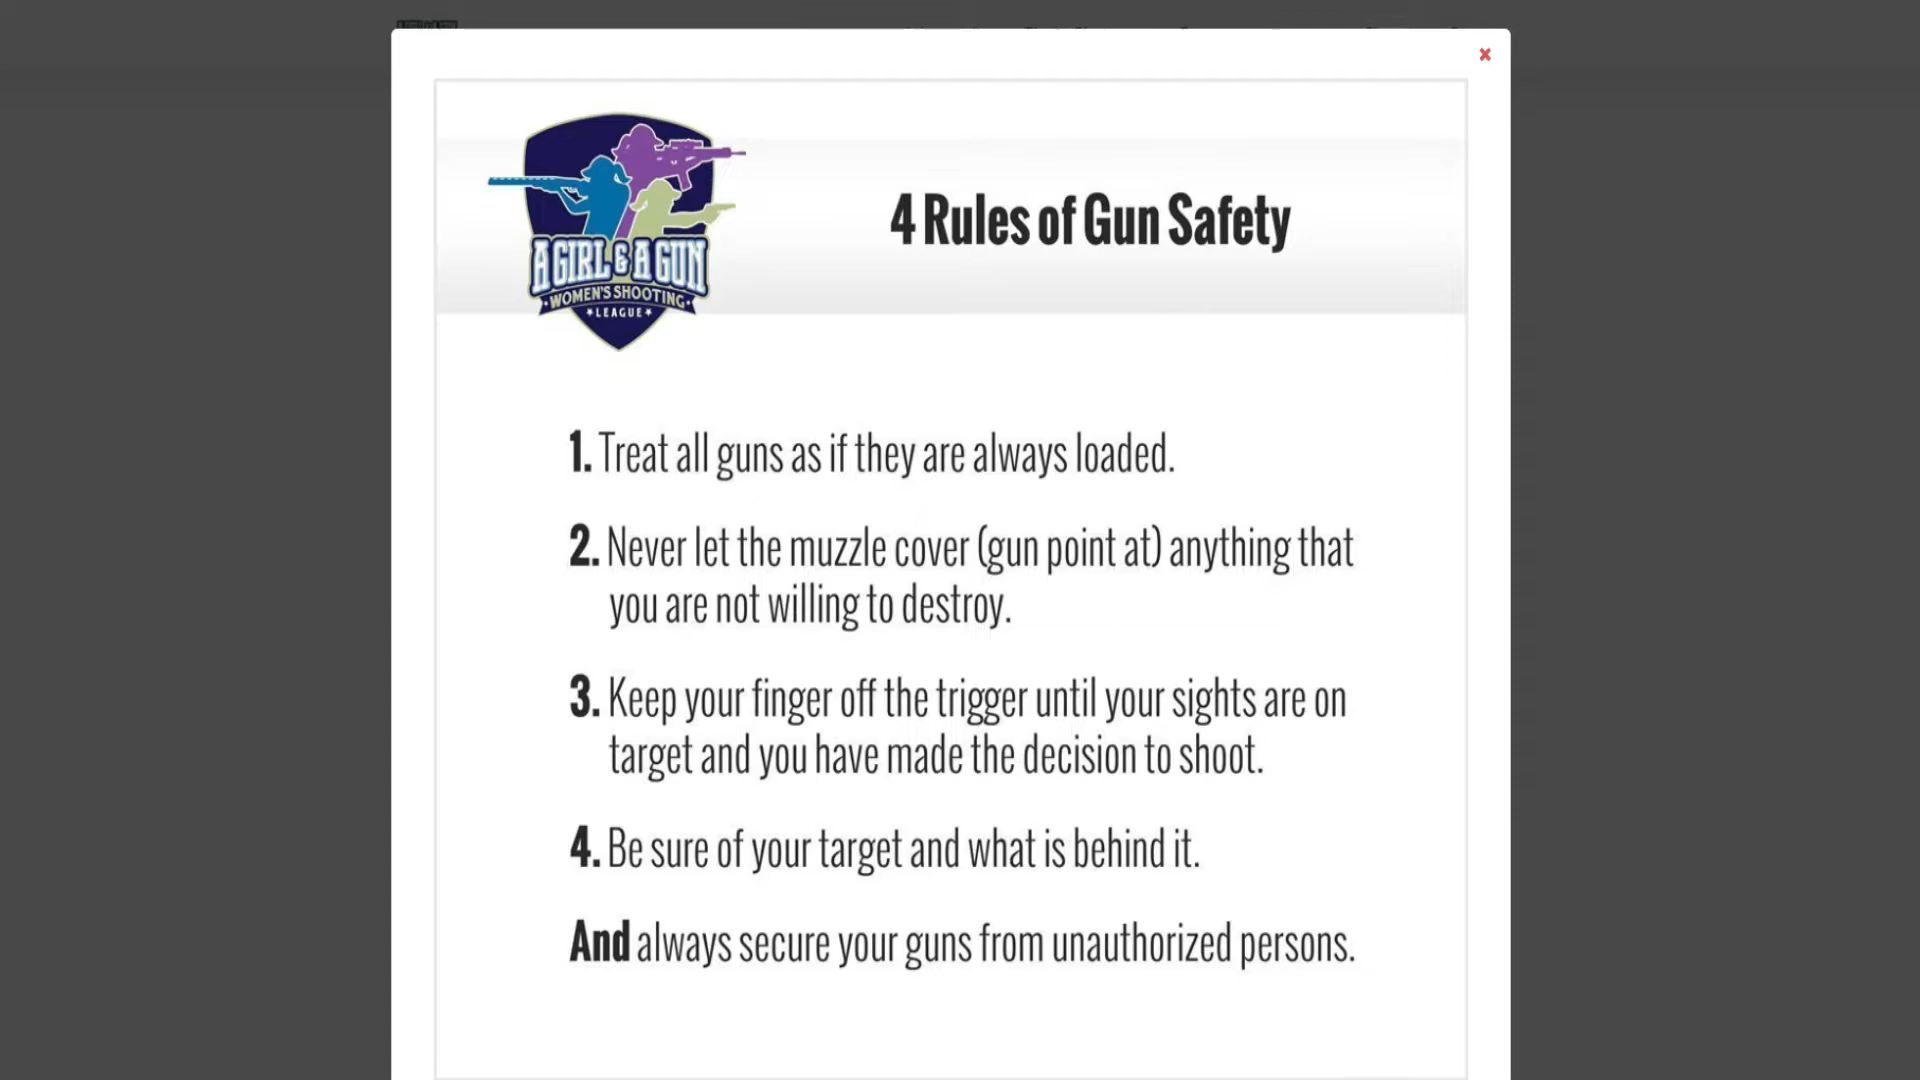 A GIRL & A GUN
WOMEN'S SHOOTING
LEAGUE
4 Rules of Gun Safety
1. Treat all guns as if they are always loaded.
2. Never let the muzzle cover (gun point at) anything that
you are not willing to destroy.
3. Keep your finger off the trigger until your sights are on
target and you have made the decision to shoot.
4. Be sure of your target and what is behind it.
And always secure your guns from unauthorized persons.